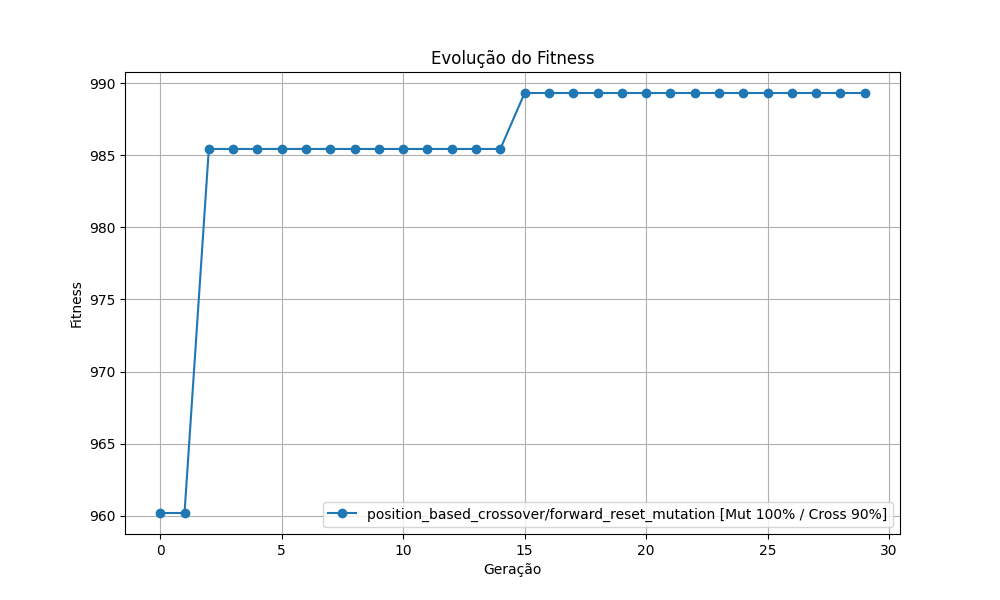 Evolução do Fitness
Fitness
990
985
980
975
970
965
960
position_based_crossover/forward_reset_mutation [Mut 100% / Cross 90%]
0 5 10 15 20 25 30
Geração